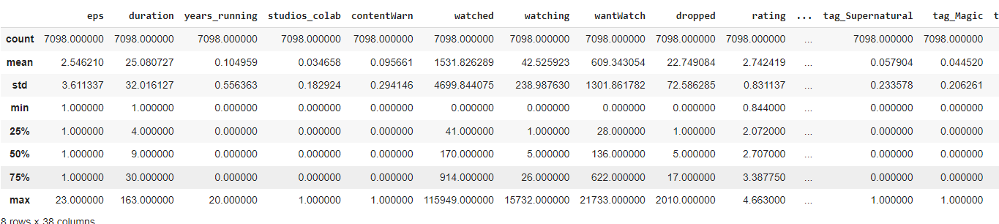 eps duration years_running studios_colab contentWarn watched watching wantWatch dropped rating ... tag_Supernatural tag_Magic t
count 7098.000000 7098.000000 7098.000000 7098.000000 7098.000000 7098.000000 7098.000000 7098.000000 7098.000000 7098.000000 ... 7098.000000 7098.000000
mean 2.546210 25.080727 0.104959 0.034658 0.095661 1531.826289 42.525923 609.343054 22.749084 2.742419 ... 0.057904 0.044520
std 3.611337 32.016127 0.556363 0.182924 0.294146 4699.844075 238.987630 1301.861782 72.586285 0.831137 ... 0.233578 0.206261
min 1.000000 1.000000 0.000000 0.000000 0.000000 0.000000 0.000000 0.000000 0.000000 0.844000 ... 0.000000 0.000000
25% 1.000000 4.000000 0.000000 0.000000 0.000000 41.000000 1.000000 28.000000 1.000000 2.072000 ... 0.000000 0.000000
50% 1.000000 9.000000 0.000000 0.000000 0.000000 170.000000 5.000000 136.000000 5.000000 2.707000 ... 0.000000 0.000000
75% 1.000000 30.000000 0.000000 0.000000 0.000000 914.000000 26.000000 622.000000 17.000000 3.387750 ... 0.000000 0.000000
max 23.000000 163.000000 20.000000 1.000000 1.000000 115949.000000 15732.000000 21733.000000 2010.000000 4.663000 ... 1.000000 1.000000
8 rows × 38 columns